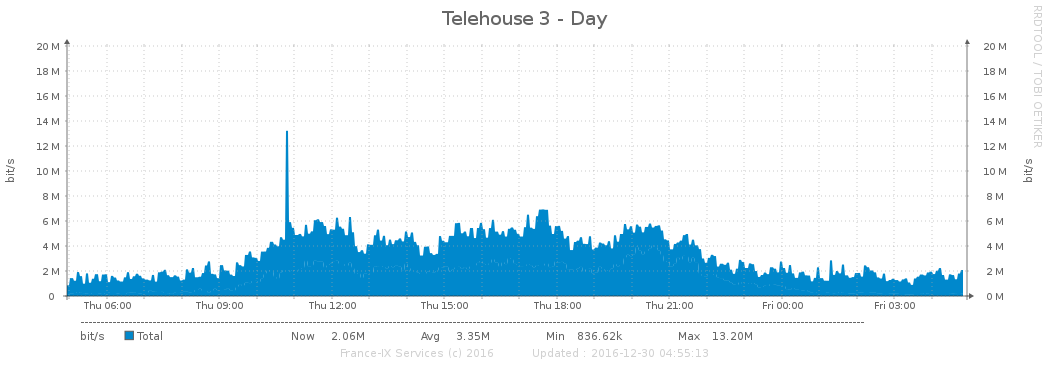 Telehouse 3 - Day
RRDTOOL / TOBI OETIKER
bit/s
20 M
18 M
16 M
14 M
12 M
10 M
8 M
6 M
4 M
2 M
0
20 M
18 M
16 M
14 M
12 M
10 M
8 M
6 M
4 M
2 M
0 M
bit/s
Thu 06:00 Thu 09:00 Thu 12:00 Thu 15:00 Thu 18:00 Thu 21:00 Fri 00:00 Fri 03:00
bit/s Total Now 2.06M Avg 3.35M Min 836.62k Max 13.20M
France-IX Services (c) 2016 Updated : 2016-12-30 04:55:13